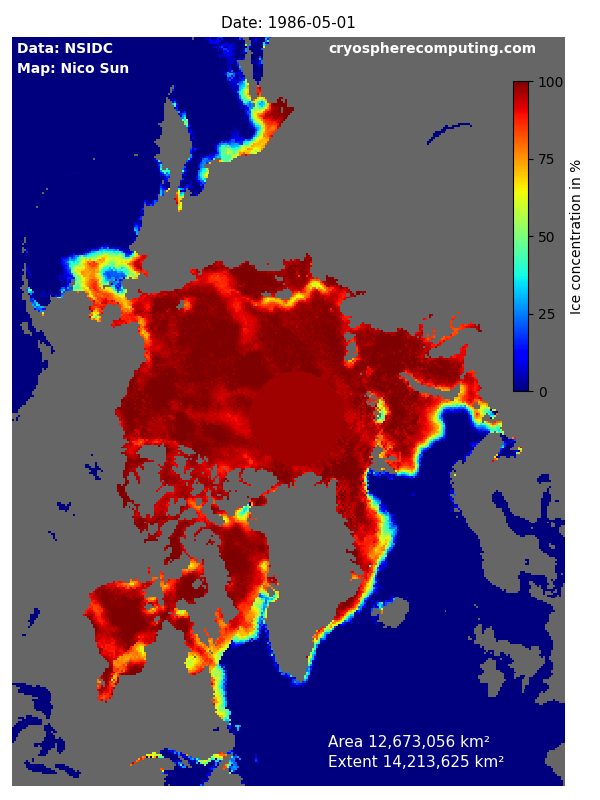 Date: 1986-05-01
Data: NSIDC
Map: Nico Sun
cryospherecomputing.com
100
75
50
25
0
Ice concentration in %
Area 12,673,056 km²
Extent 14,213,625 km²